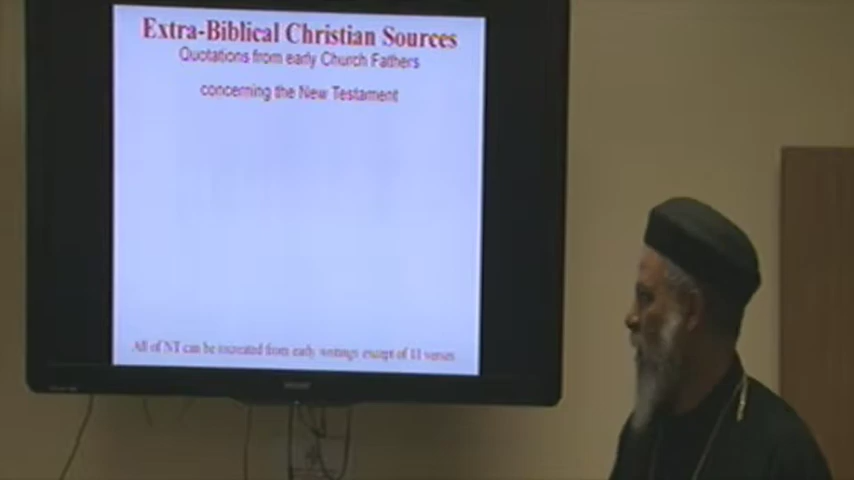 Extra-Biblical Christian Sources
Quotations from early Church Fathers
concerning the New Testament
All of NT can be recreated from early writings except of 11 verses